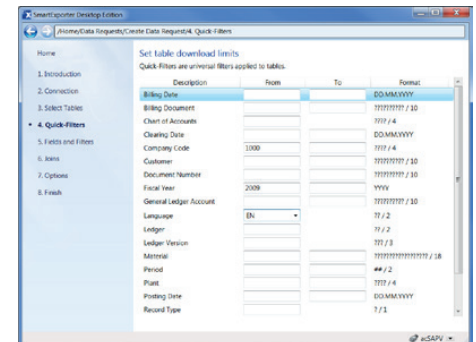 SmartExporter Desktop Edition
/Home/Data Requests/Create Data Request/4. Quick-Filters
Home
1. Introduction
2. Connection
3. Select Tables
4. Quick-Filters
5. Fields and Filters
6. Joins
7. Options
8. Finish
Set table download limits
Quick-Filters are universal filters applied to tables.
Description From To Format
Billing Date DD.MM.YYYY
Billing Document ?????????? / 10
Chart of Accounts ???? / 4
Clearing Date DD.MM.YYYY
Company Code 1000 ???? / 4
Customer ?????????? / 10
Document Number ?????????? / 10
Fiscal Year 2009 YYYY
General Ledger Account ?????????? / 10
Language EN ?? / 2
Ledger ?? / 2
Ledger Version ??? / 3
Material ?????????????????? / 18
Period ## / 2
Plant ???? / 4
Posting Date DD.MM.YYYY
Record Type ? / 1
acSAPV